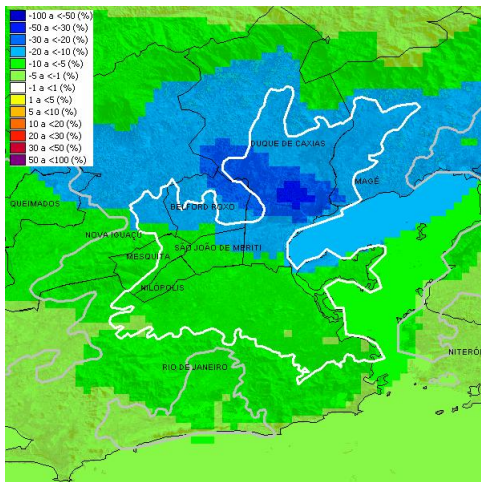 -100 a <-50 (%)
-50 a <-30 (%)
-30 a <-20 (%)
-20 a <-10 (%)
-10 a <-5 (%)
-5 a <-1 (%)
-1 a <1 (%)
1 a <5 (%)
5 a <10 (%)
10 a <20 (%)
20 a <30 (%)
30 a <50 (%)
50 a <100 (%)
DUQUE DE CAXIAS
MAGÉ
QUEIMADOS
BELFORD ROXO
NOVA IGUAÇU
SÃO JOÃO DE MERITI
MESQUITA
NILÓPOLIS
NITERÓ
RIO DE JANEIRO